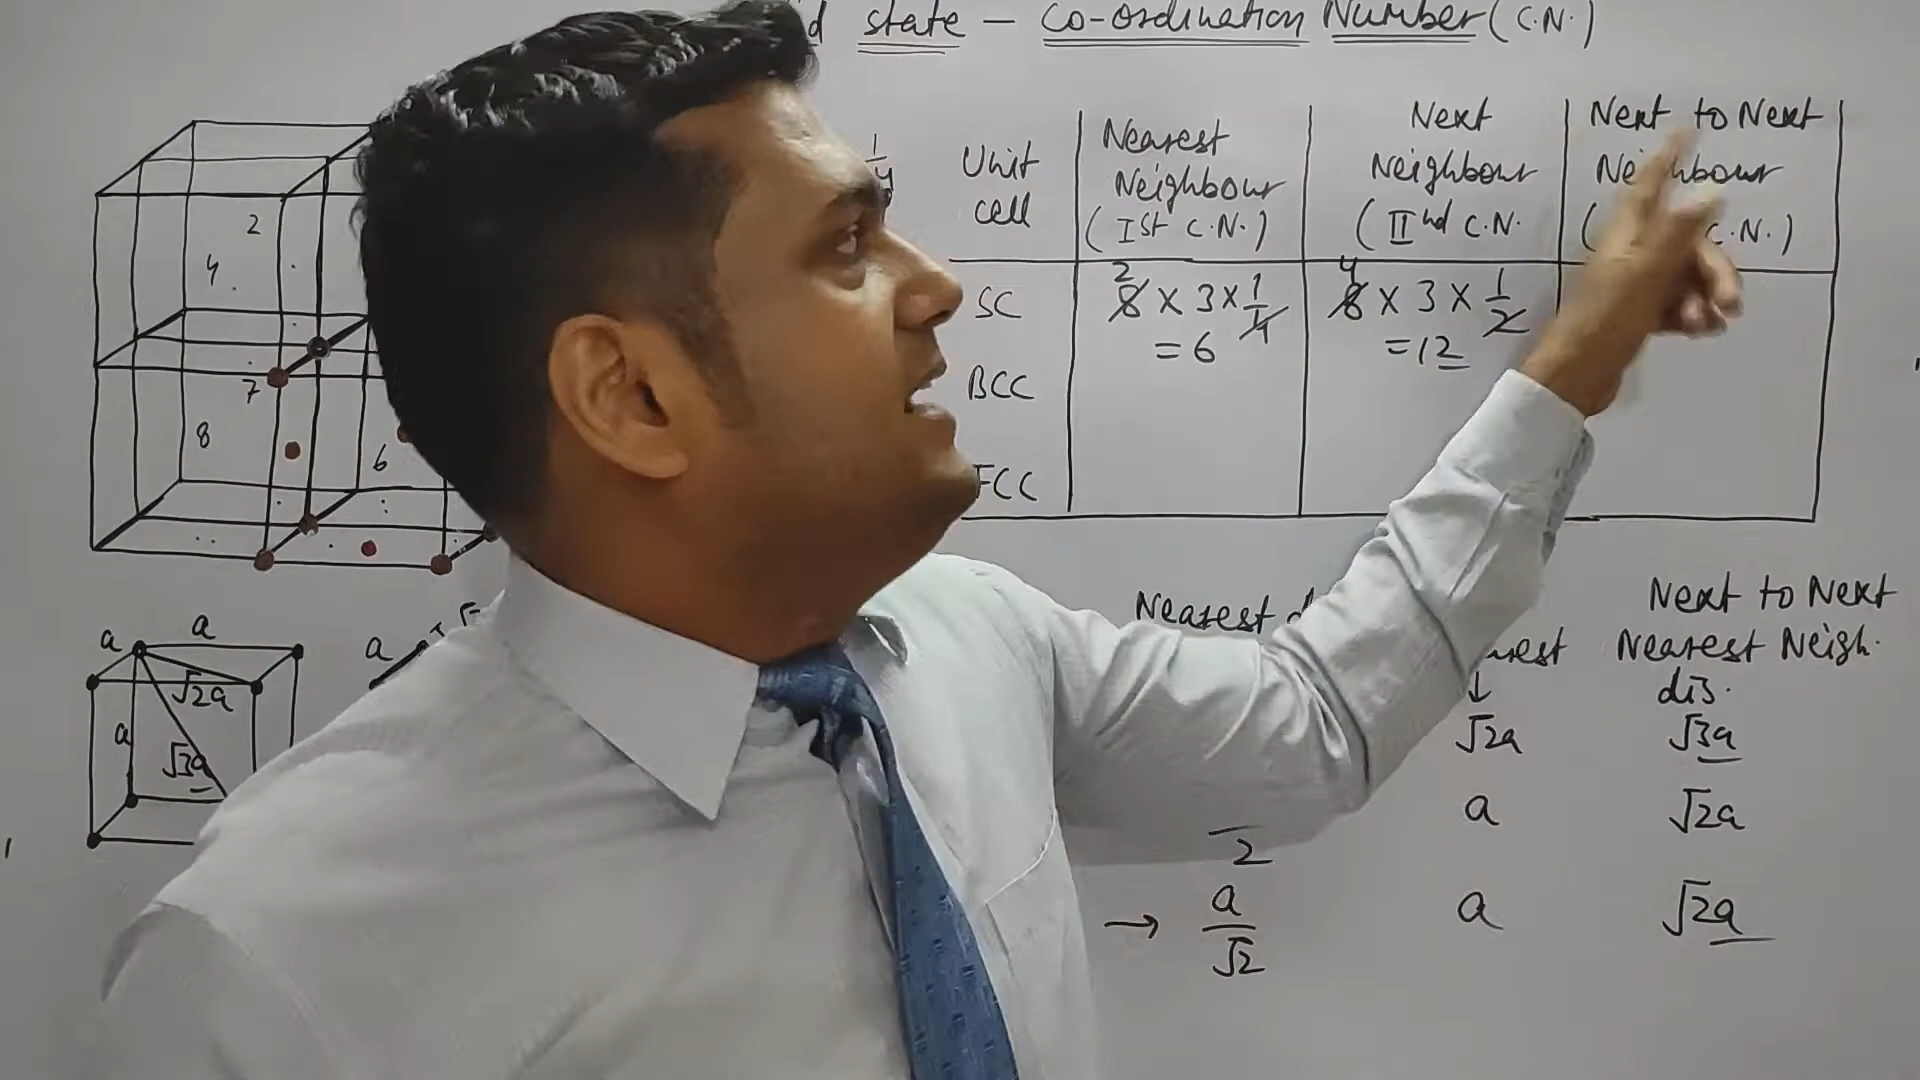 state – Co-ordination Number (C.N.)
Unit
cell
Nearest
Neighbour
(Ist C.N.)
Next
Neighbour
(IInd C.N.
Next to Next
C.N.)
SC
8 × 3 × 1/4
2
= 6
8 × 3 × 1/2
4
= 12
BCC
FCC
2
4
7
8
6
a
a
√2a
a
√3a
a
Nearest
Next to Next
Nearest Neigh.
dis.
↓
√2a
√3a
2
a
√2a
→ a/√2
a
√2a